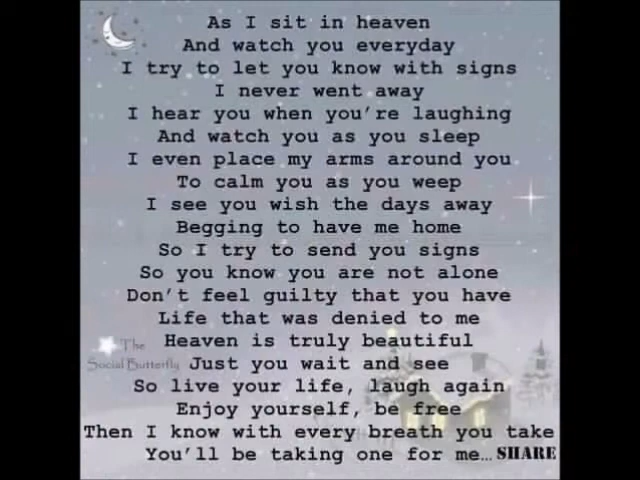 As I sit in heaven
And watch you everyday
I try to let you know with signs
I never went away
I hear you when you're laughing
And watch you as you sleep
I even place my arms around you
To calm you as you weep
I see you wish the days away
Begging to have me home
So I try to send you signs
So you know you are not alone
Don't feel guilty that you have
Life that was denied to me
Heaven is truly beautiful
Just you wait and see
So live your life, laugh again
Enjoy yourself, be free
Then I know with every breath you take
You'll be taking one for me… SHARE
The
Social Butterfly